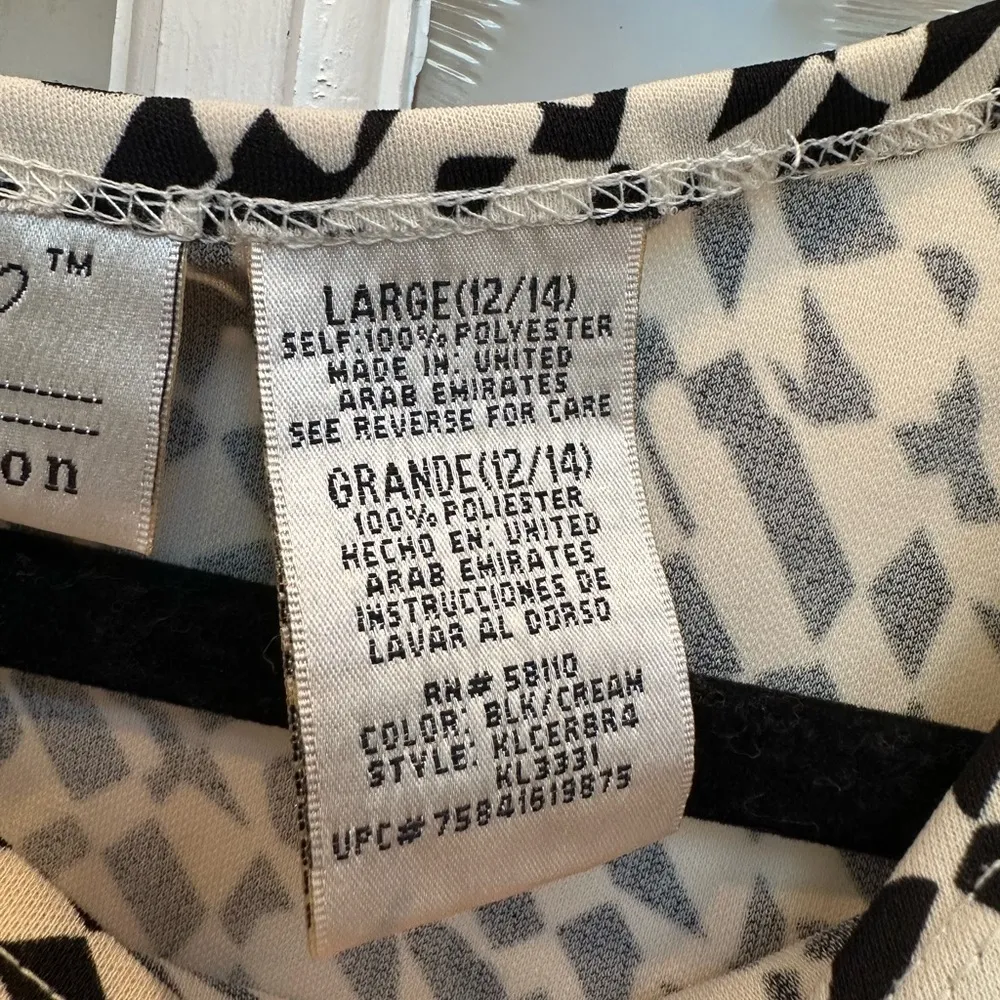 TM
on
LARGE(12/14)
SELF:100% POLYESTER
MADE IN: UNITED
ARAB EMIRATES
SEE REVERSE FOR CARE
GRANDE(12/14)
100% POLIESTER
HECHO EN: UNITED
ARAB EMIRATES
INSTRUCCIONES DE
LAVAR AL DORSO
RN# 58110
COLOR: BLK/CREAM
STYLE: KLCER8R4
KL3331
UPC# 75841619875